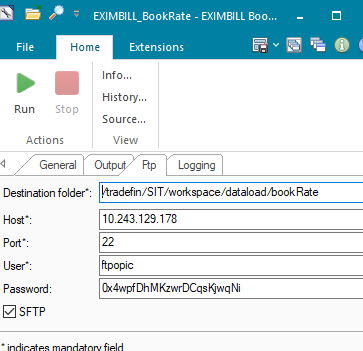 EXIMBILL_BookRate - EXIMBILL Boo...
File Home Extensions
Run Stop Info...
History...
Source...
Actions View
General Output Ftp Logging
Destination folder*: /tradefin/SIT/workspace/dataload/bookRate
Host*: 10.243.129.178
Port*: 22
User*: ftpopic
Password: 0x4wpfDhMKzwrDCqsKjwqNi
SFTP
* indicates mandatory field.